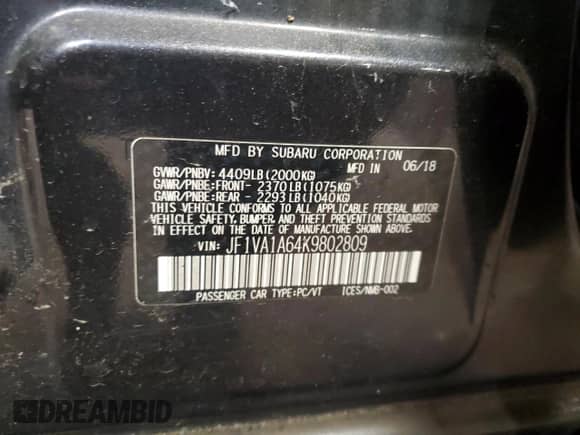 MFD BY SUBARU CORPORATION
GVWR/PNBV: 4409LB(2000KG) MFD IN 06/18
GAWR/PNBE:FRONT- 2370LB(1075KG)
GAWR/PNBE:REAR - 2293LB(1040KG)
THIS VEHICLE CONFORMS TO ALL APPLICABLE FEDERAL MOTOR
VEHICLE SAFETY, BUMPER, AND THEFT PREVENTION STANDARDS
IN EFFECT ON THE DATE OF MANUFACTURE SHOWN ABOVE.
VIN: JF1VA1A64K9802809
PASSENGER CAR TYPE:PC/VT ICES/NMB-002
DREAMBID